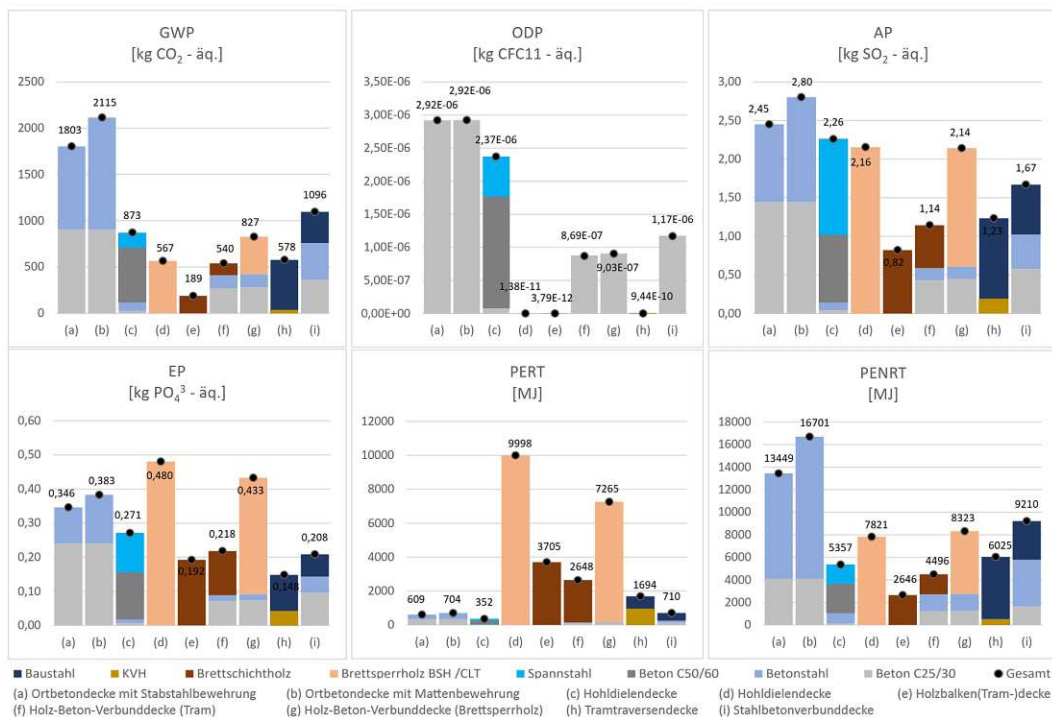 GWP
[kg CO₂ - äq.]
2500
2000
1500
1000
500
0
1803
2115
873
567
189
540
827
578
1096
(a) (b) (c) (d) (e) (f) (g) (h) (i)
ODP
[kg CFC11 - äq.]
3,50E-06
3,00E-06
2,50E-06
2,00E-06
1,50E-06
1,00E-06
5,00E-07
0,00E+00
2,92E-06
2,92E-06
2,37E-06
1,38E-11
3,79E-12
8,69E-07
9,03E-07
9,44E-10
1,17E-06
(a) (b) (c) (d) (e) (f) (g) (h) (i)
AP
[kg SO₂ - äq.]
3,00
2,50
2,00
1,50
1,00
0,50
0,00
2,45
2,80
2,26
2,16
0,82
1,14
2,14
1,23
1,67
(a) (b) (c) (d) (e) (f) (g) (h) (i)
EP
[kg PO₄³ - äq.]
0,60
0,50
0,40
0,30
0,20
0,10
0,00
0,346
0,383
0,271
0,480
0,192
0,218
0,433
0,148
0,208
(a) (b) (c) (d) (e) (f) (g) (h) (i)
PERT
[MJ]
12000
10000
8000
6000
4000
2000
0
609
704
352
9998
3705
2648
7265
1694
710
(a) (b) (c) (d) (e) (f) (g) (h) (i)
PENRT
[MJ]
18000
16000
14000
12000
10000
8000
6000
4000
2000
0
13449
16701
5357
7821
2646
4496
8323
6025
9210
(a) (b) (c) (d) (e) (f) (g) (h) (i)
Baustahl KVH Brettschichtholz Brettsperrholz BSH /CLT Spannstahl Beton C50/60 Betonstahl Beton C25/30 Gesamt
(a) Ortbetondecke mit Stabstahlbewehrung (b) Ortbetondecke mit Mattenbewehrung (c) Hohldielendecke (d) Hohldielendecke (e) Holzbalken(Tram-)decke
(f) Holz-Beton-Verbunddecke (Tram) (g) Holz-Beton-Verbunddecke (Brettsperrholz) (h) Tramtraversendecke (i) Stahlbetonverbunddecke